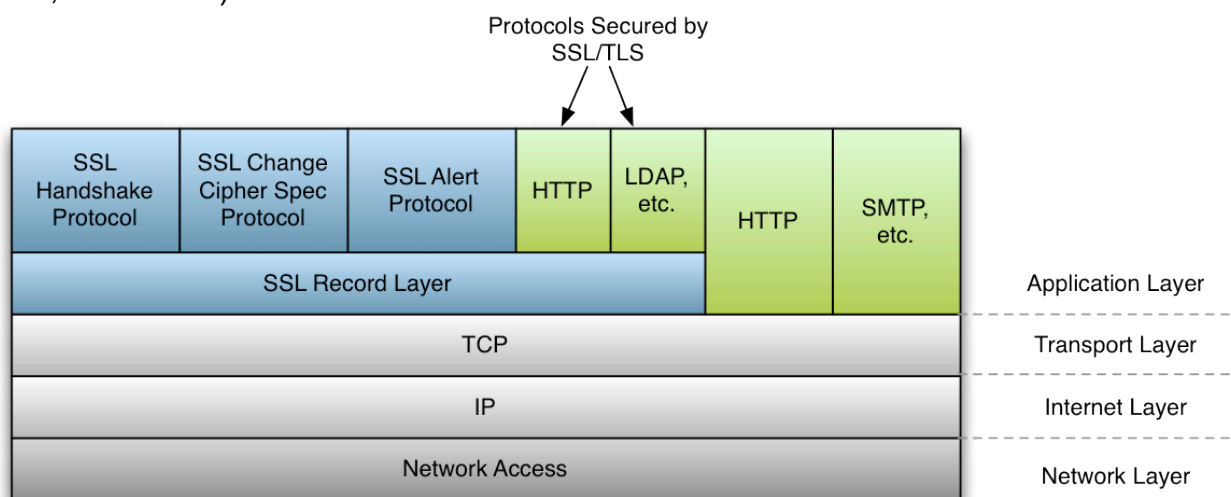 Protocols Secured by
SSL/TLS
SSL
Handshake
Protocol
SSL Change
Cipher Spec
Protocol
SSL Alert
Protocol
HTTP
LDAP,
etc.
HTTP
SMTP,
etc.
SSL Record Layer
Application Layer
TCP
Transport Layer
IP
Internet Layer
Network Access
Network Layer